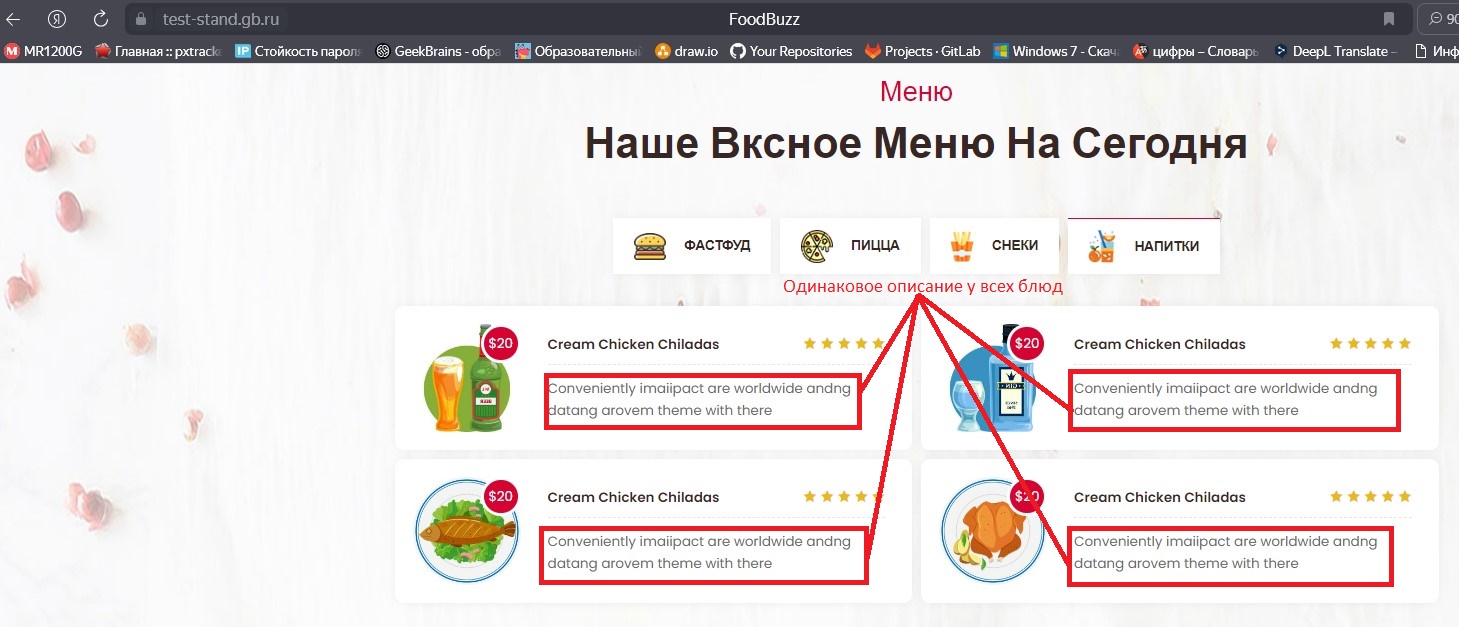 test-stand.gb.ru
FoodBuzz
90
MR1200G
Главная :: pxtrack
Стойкость пароля
GeekBrains - обра
Образовательны
draw.io
Your Repositories
Projects · GitLab
Windows 7 - Скача
цифры – Словарь
DeepL Translate –
Инф
Меню
Наше Вксное Меню На Сегодня
ФАСТФУД
ПИЦЦА
СНЕКИ
НАПИТКИ
Одинаковое описание у всех блюд
$20
Cream Chicken Chiladas
Conveniently imaiipact are worldwide andng
datang arovem theme with there
$20
Cream Chicken Chiladas
Conveniently imaiipact are worldwide andng
datang arovem theme with there
$20
Cream Chicken Chiladas
Conveniently imaiipact are worldwide andng
datang arovem theme with there
$20
Cream Chicken Chiladas
Conveniently imaiipact are worldwide andng
datang arovem theme with there